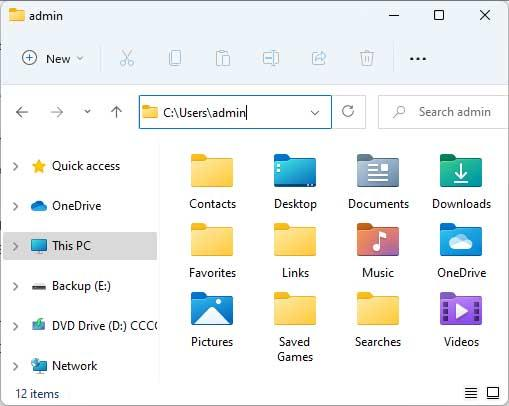 admin
New
C:\Users\admin
Search admin
Quick access
OneDrive
This PC
Backup (E:)
DVD Drive (D:) CCC
Network
Contacts
Desktop
Documents
Downloads
Favorites
Links
Music
OneDrive
Pictures
Saved
Games
Searches
Videos
12 items